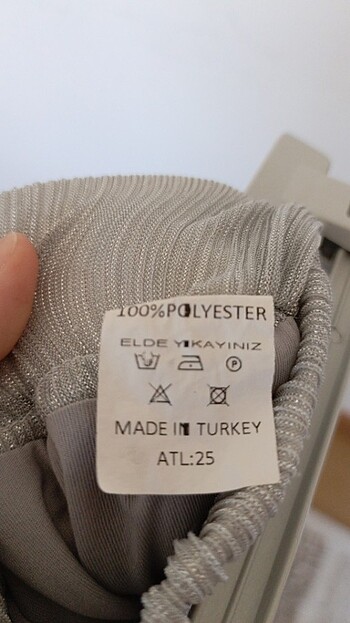 100%POLYESTER
ELDE YIKAYINIZ
P
MADE IN TURKEY
ATL:25